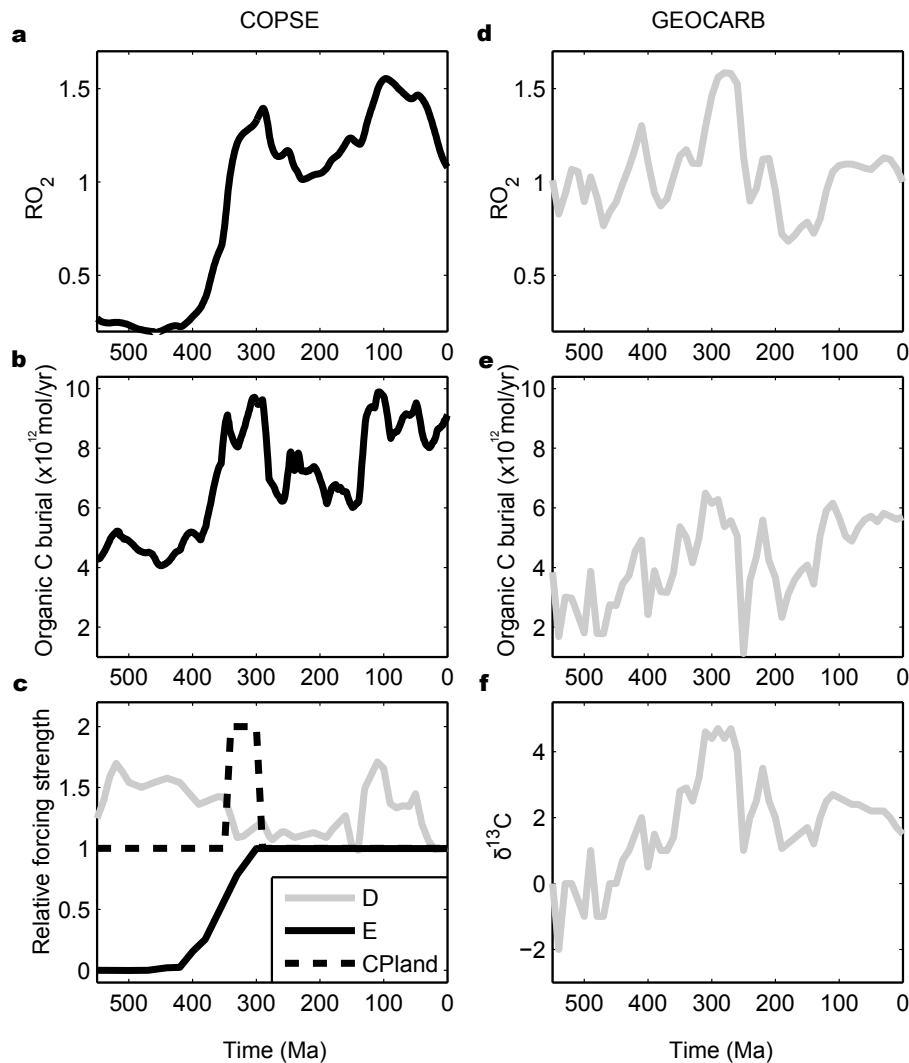 COPSE
GEOCARB
a
RO2
1.5
1
0.5
500 400 300 200 100 0
d
RO2
1.5
1
0.5
500 400 300 200 100 0
b
Organic C burial (x10^12 mol/yr)
10
8
6
4
2
500 400 300 200 100 0
e
Organic C burial (x10^12 mol/yr)
10
8
6
4
2
500 400 300 200 100 0
c
Relative forcing strength
2
1.5
1
0.5
0
D
E
CPland
500 400 300 200 100 0
Time (Ma)
f
δ13C
4
2
0
−2
500 400 300 200 100 0
Time (Ma)